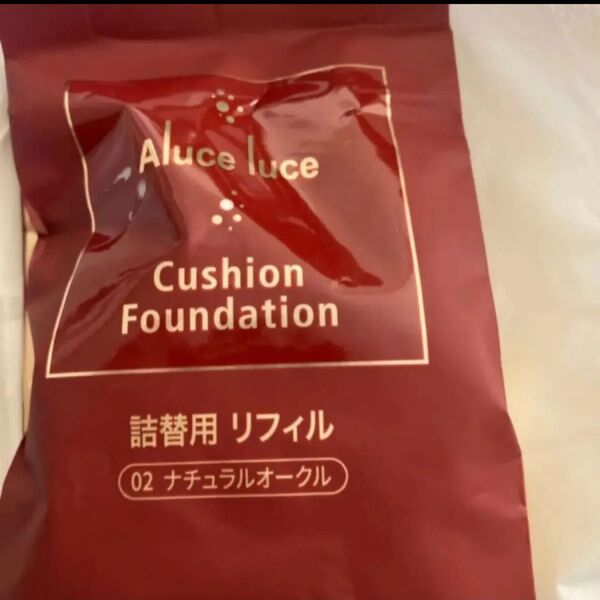 Aluce luce
Cushion
Foundation
詰替用 リフィル
02 ナチュラルオークル